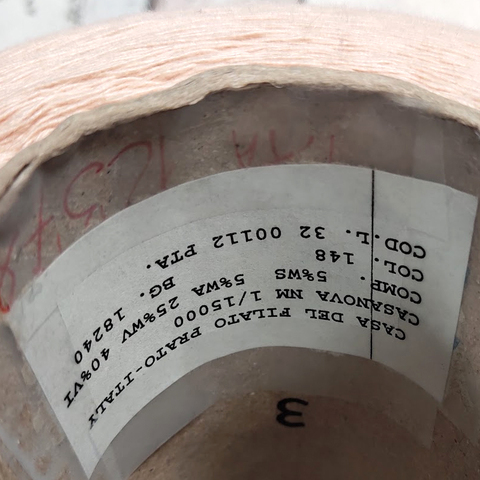 CASA DEL FILATO PRATO-ITALY
CASANOVA NM 1/15000
COMP. 5%WS 5%WA 25%WV 40%VI
COL. 148 BG. 18240
COD.L. 32 00112 PTA.
3